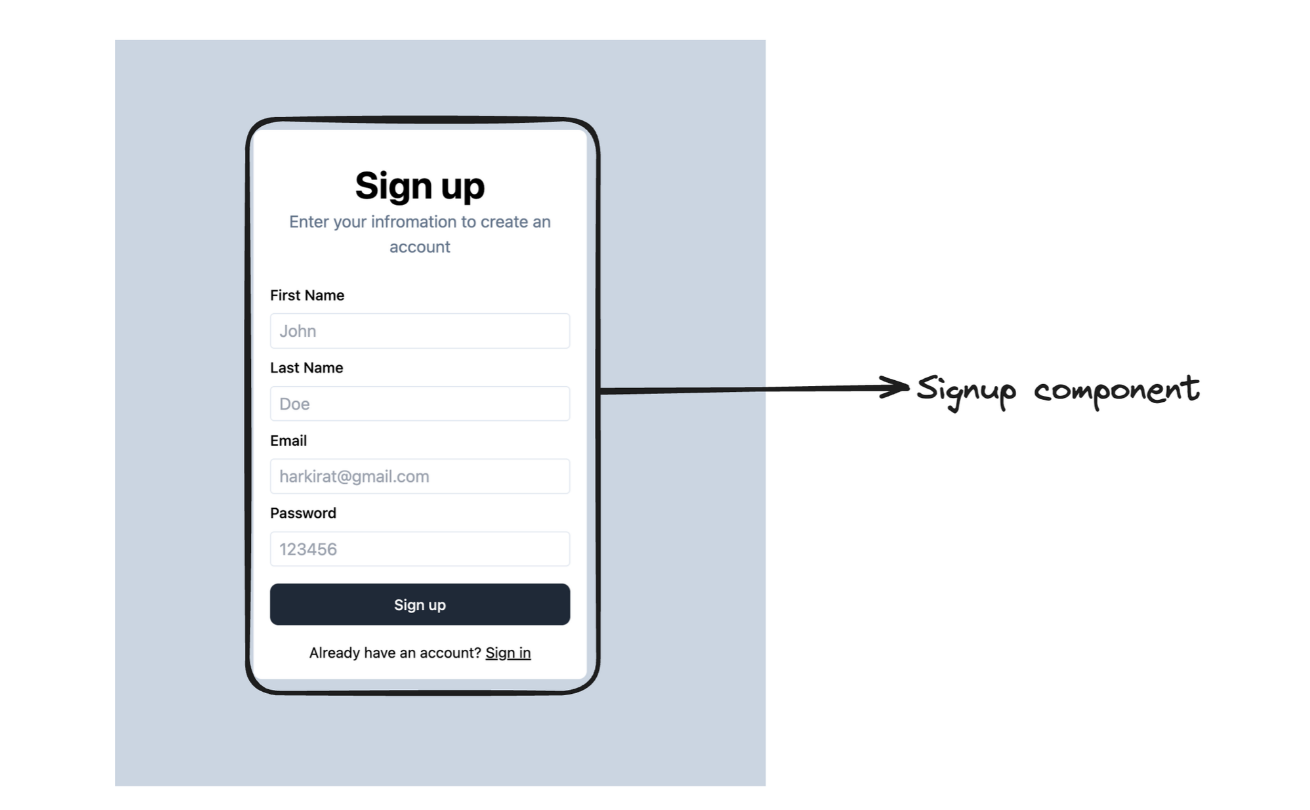 Sign up
Enter your infromation to create an
account
First Name
John
Last Name
Doe
Email
harkirat@gmail.com
Password
123456
Sign up
Already have an account? Sign in
Signup component